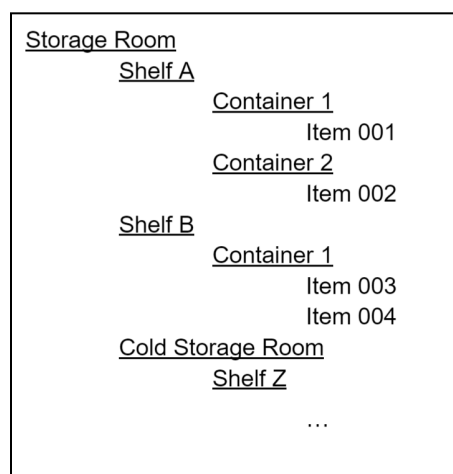 Storage Room
Shelf A
Container 1
Item 001
Container 2
Item 002
Shelf B
Container 1
Item 003
Item 004
Cold Storage Room
Shelf Z
…